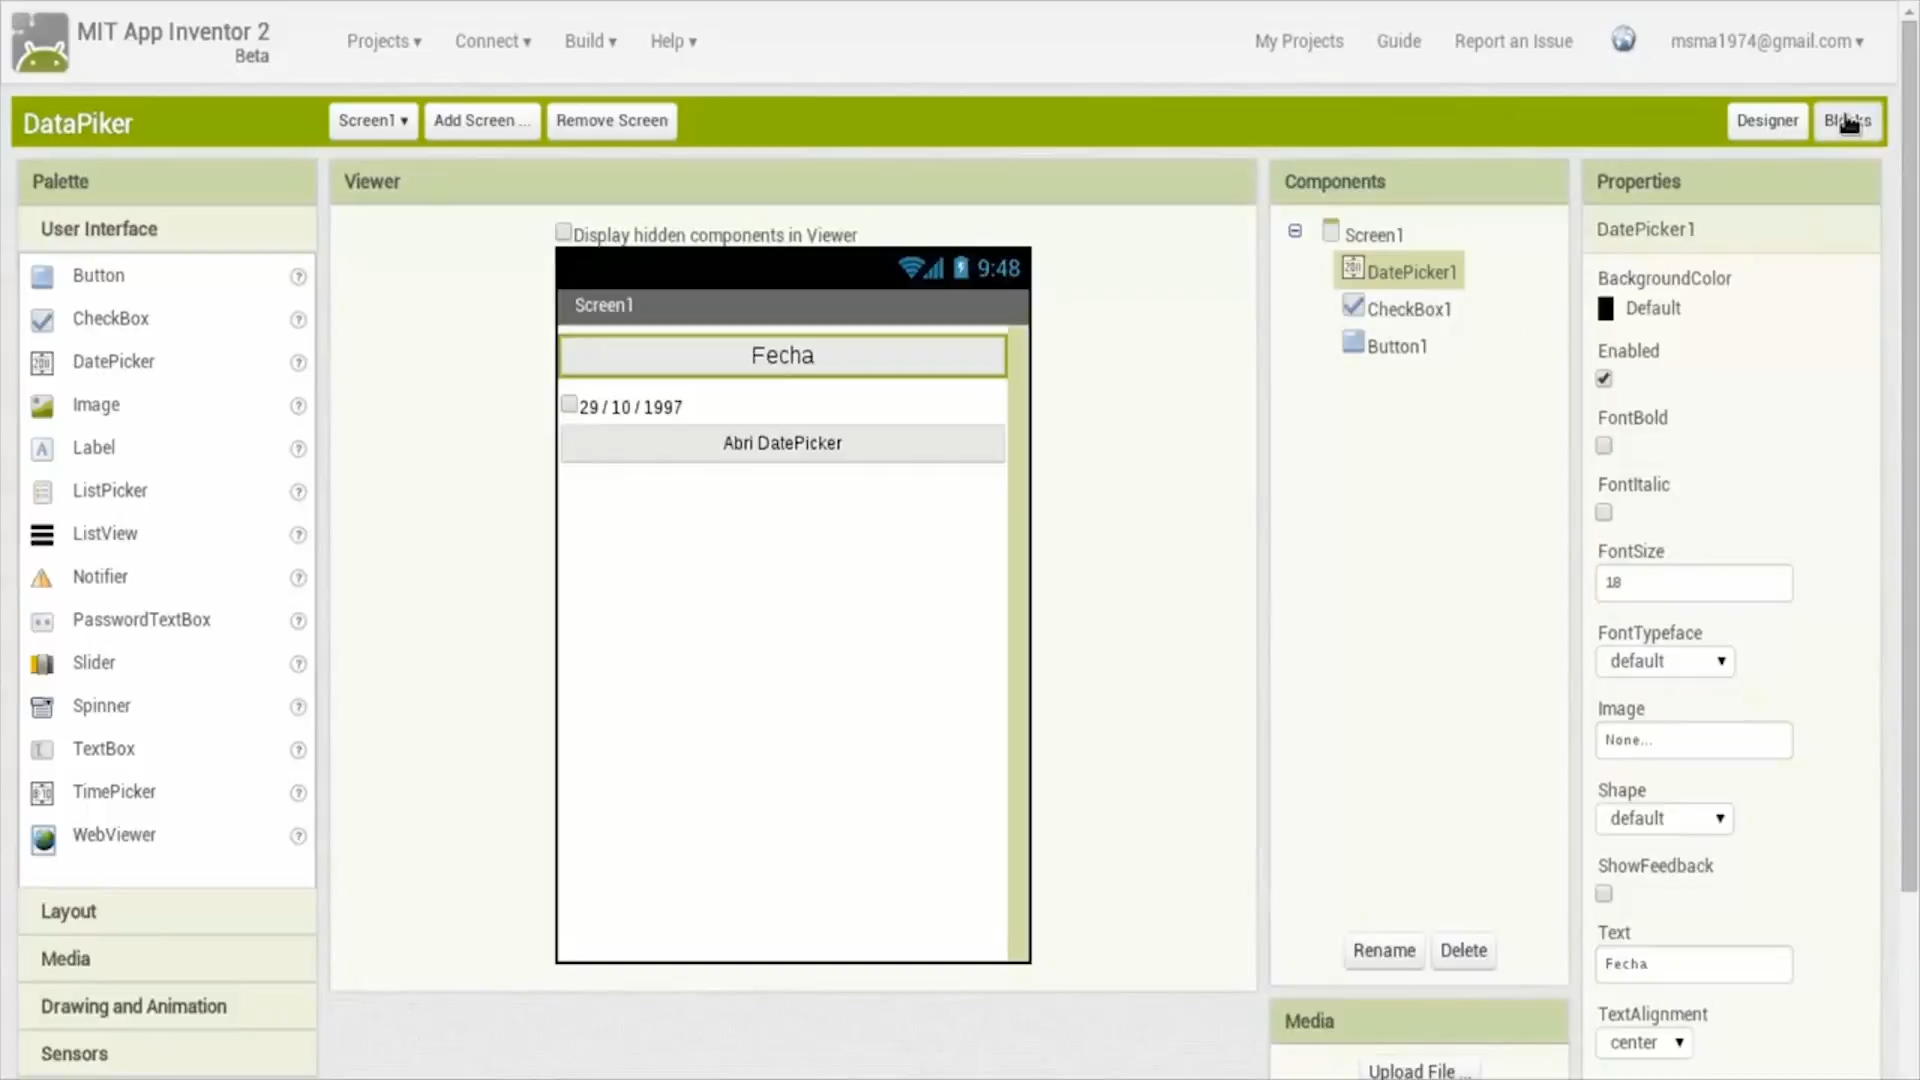 MIT App Inventor 2
Beta
Projects ▾ Connect ▾ Build ▾ Help ▾
My Projects Guide Report an Issue msma1974@gmail.com ▾
DataPiker
Screen1 ▾ Add Screen ... Remove Screen
Designer
Palette
User Interface
Button ?
CheckBox ?
DatePicker ?
Image ?
Label ?
ListPicker ?
ListView ?
Notifier ?
PasswordTextBox ?
Slider ?
Spinner ?
TextBox ?
TimePicker ?
WebViewer ?
Layout
Media
Drawing and Animation
Sensors
Viewer
Display hidden components in Viewer
9:48
Screen1
Fecha
29 / 10 / 1997
Abri DatePicker
Components
Screen1
DatePicker1
CheckBox1
Button1
Rename Delete
Media
Upload File ...
Properties
DatePicker1
BackgroundColor
Default
Enabled
FontBold
FontItalic
FontSize
18
FontTypeface
default
Image
None...
Shape
default
ShowFeedback
Text
Fecha
TextAlignment
center